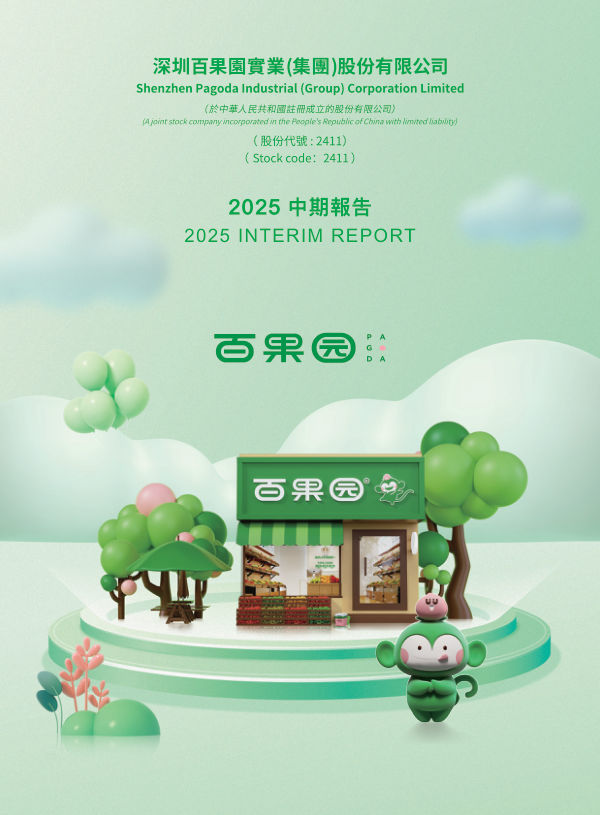 深圳百果園實業(集團)股份有限公司
Shenzhen Pagoda Industrial (Group) Corporation Limited
（於中華人民共和國註冊成立的股份有限公司）
(A joint stock company incorporated in the People's Republic of China with limited liability)
（ 股份代號 : 2411）
（ Stock code： 2411 ）
2025 中期報告
2025 INTERIM REPORT
百果园 PAGODA
百果园®